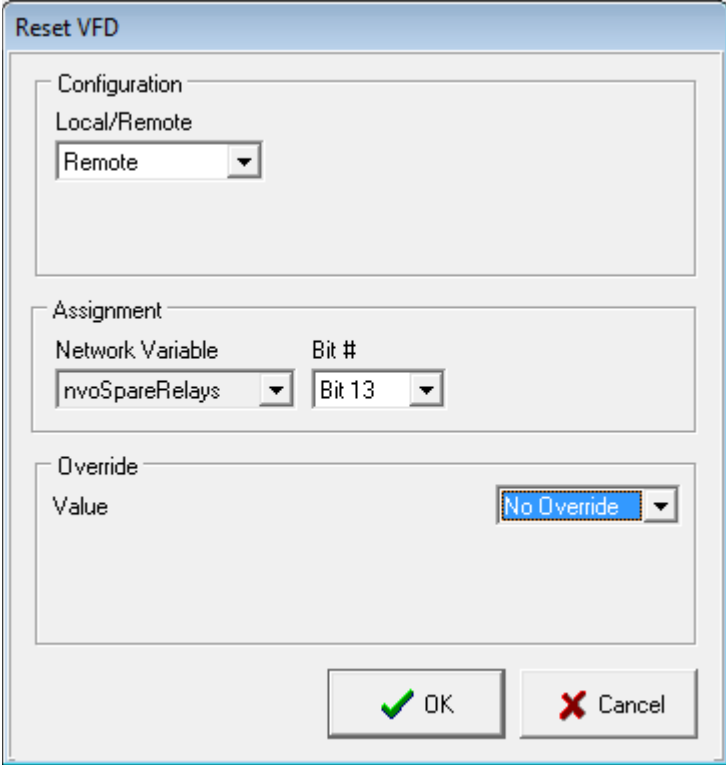 Reset VFD
Configuration
Local/Remote
Remote
Assignment
Network Variable Bit #
nvoSpareRelays Bit 13
Override
Value No Override
OK Cancel